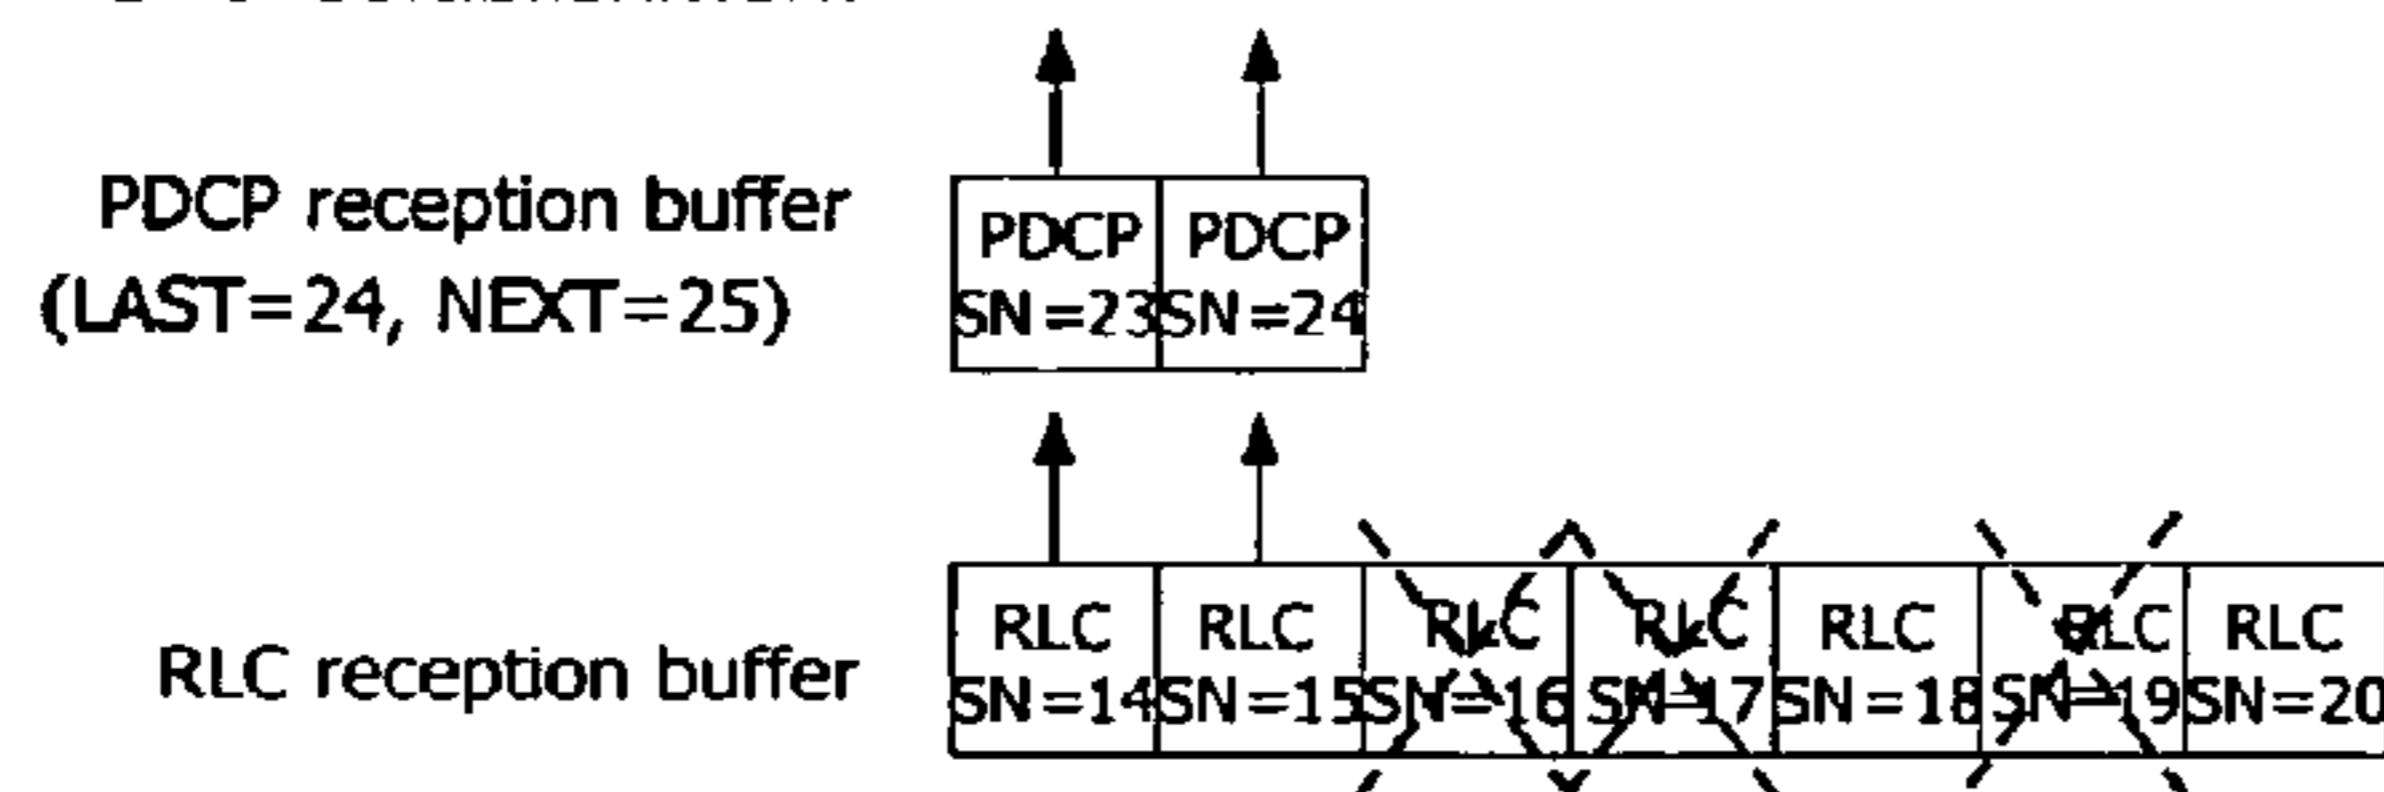 PDCP reception buffer
(LAST=24, NEXT=25)
PDCP SN=23
PDCP SN=24
RLC reception buffer
RLC SN=14
RLC SN=15
RLC SN=16
RLC SN=17
RLC SN=18
RLC SN=19
RLC SN=20